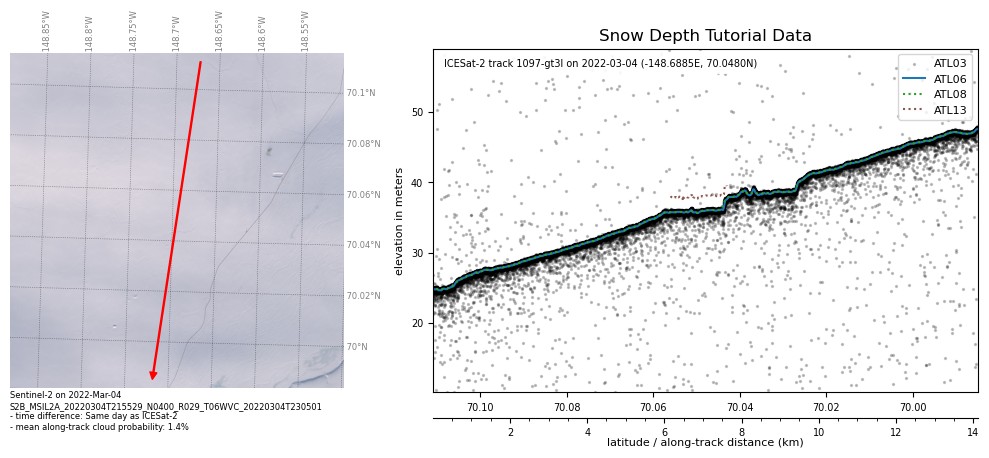 148.85°W
148.8°W
148.75°W
148.7°W
148.65°W
148.6°W
148.55°W
70.1°N
70.08°N
70.06°N
70.04°N
70.02°N
70°N
Sentinel-2 on 2022-Mar-04
S2B_MSIL2A_20220304T215529_N0400_R029_T06WVC_20220304T230501
- time difference: Same day as ICESat-2
- mean along-track cloud probability: 1.4%
Snow Depth Tutorial Data
ICESat-2 track 1097-gt3l on 2022-03-04 (-148.6885E, 70.0480N)
ATL03
ATL06
ATL08
ATL13
elevation in meters
50
40
30
20
70.10 70.08 70.06 70.04 70.02 70.00
2 4 6 8 10 12 14
latitude / along-track distance (km)